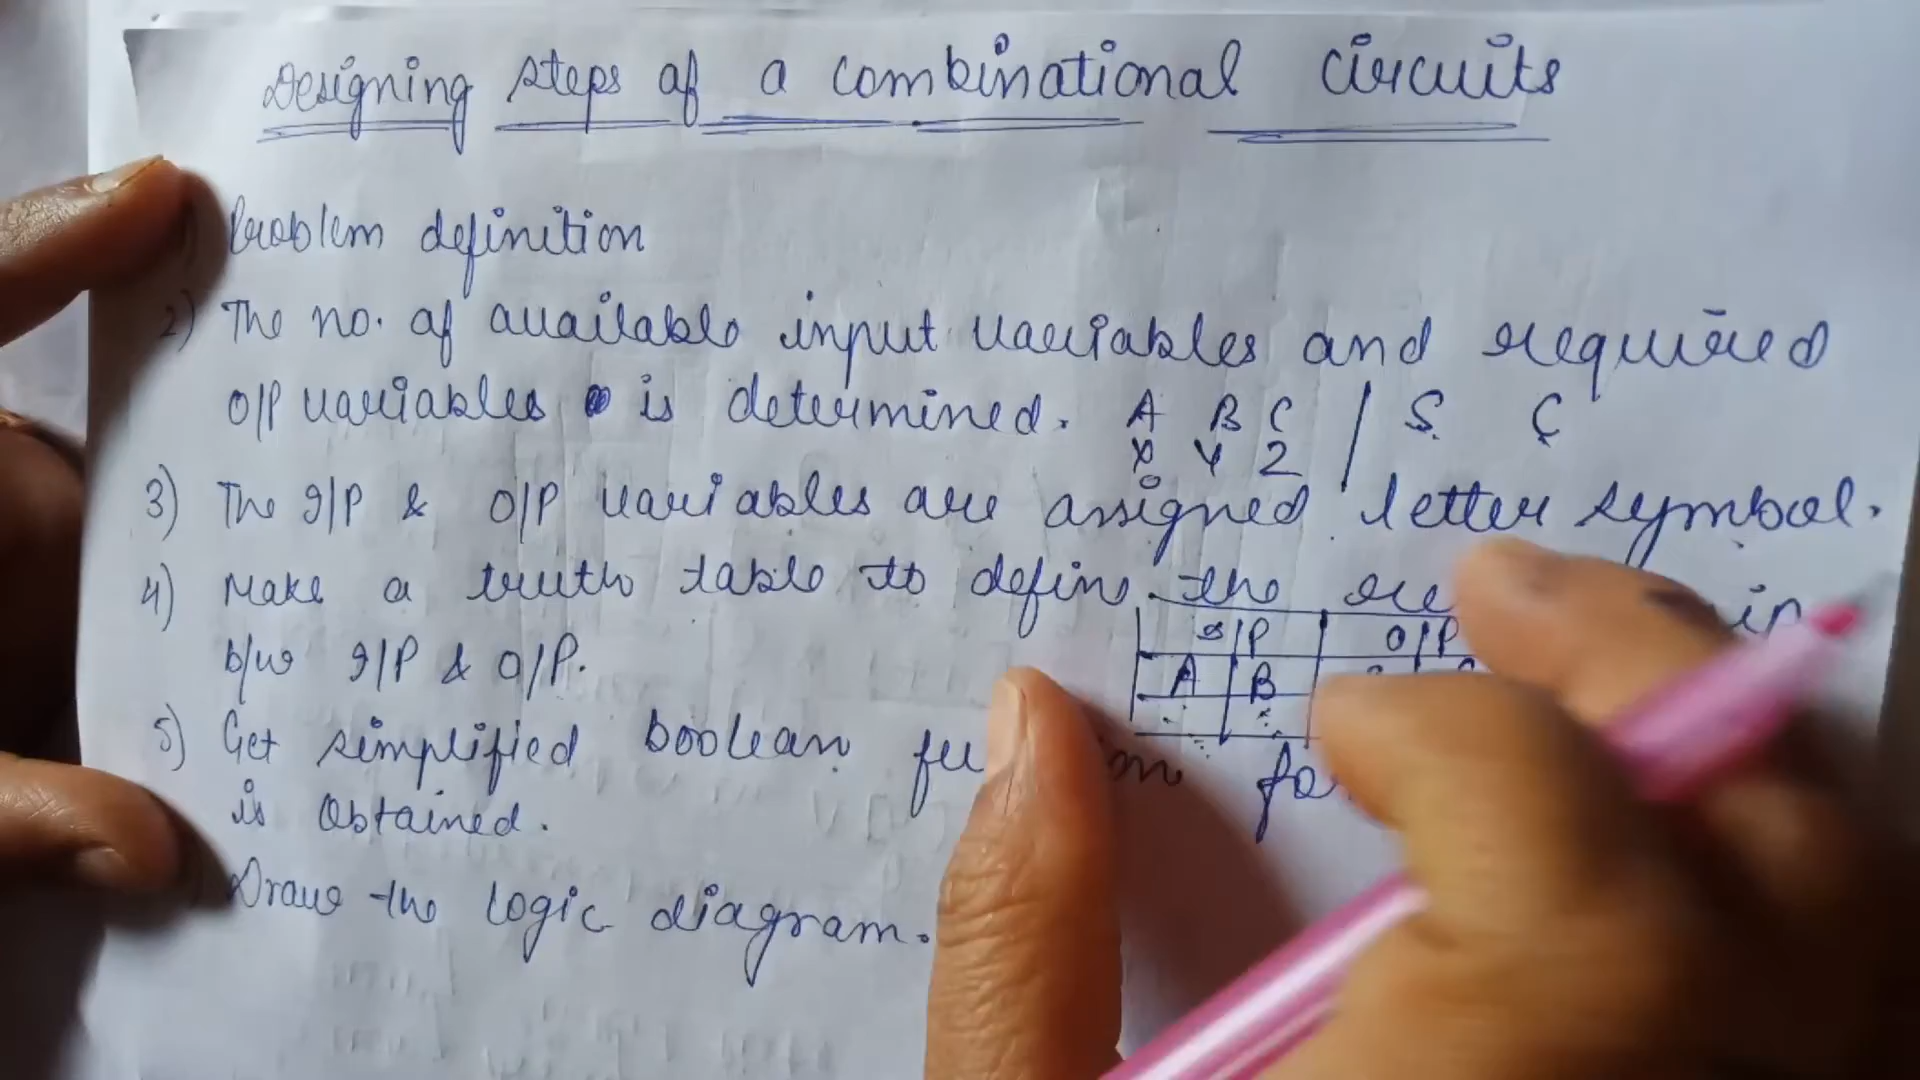 Designing steps of a combinational circuits
Problem definition
2) The no. of available input variables and required
O/P variables is determined. A B C / S C
X Y Z
3) The I/P & O/P variables are assigned letter symbol.
4) Make a truth table to define the
b/w I/P & O/P.
I/P O/P
A B
5) Get simplified boolean
is obtained.
Draw the logic diagram.